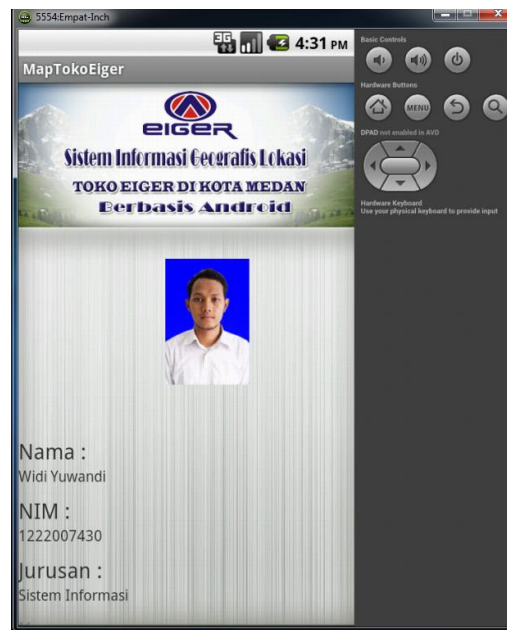 5554:Empat-Inch
3G
4:31 PM
MapTokoEiger
EIGER
Sistem Informasi Geografis Lokasi
TOKO EIGER DI KOTA MEDAN
Berbasis Android
Nama :
Widi Yuwandi
NIM :
1222007430
Jurusan :
Sistem Informasi
Basic Controls
Hardware Buttons
MENU
DPAD not enabled in AVD
Hardware Keyboard
Use your physical keyboard to provide input